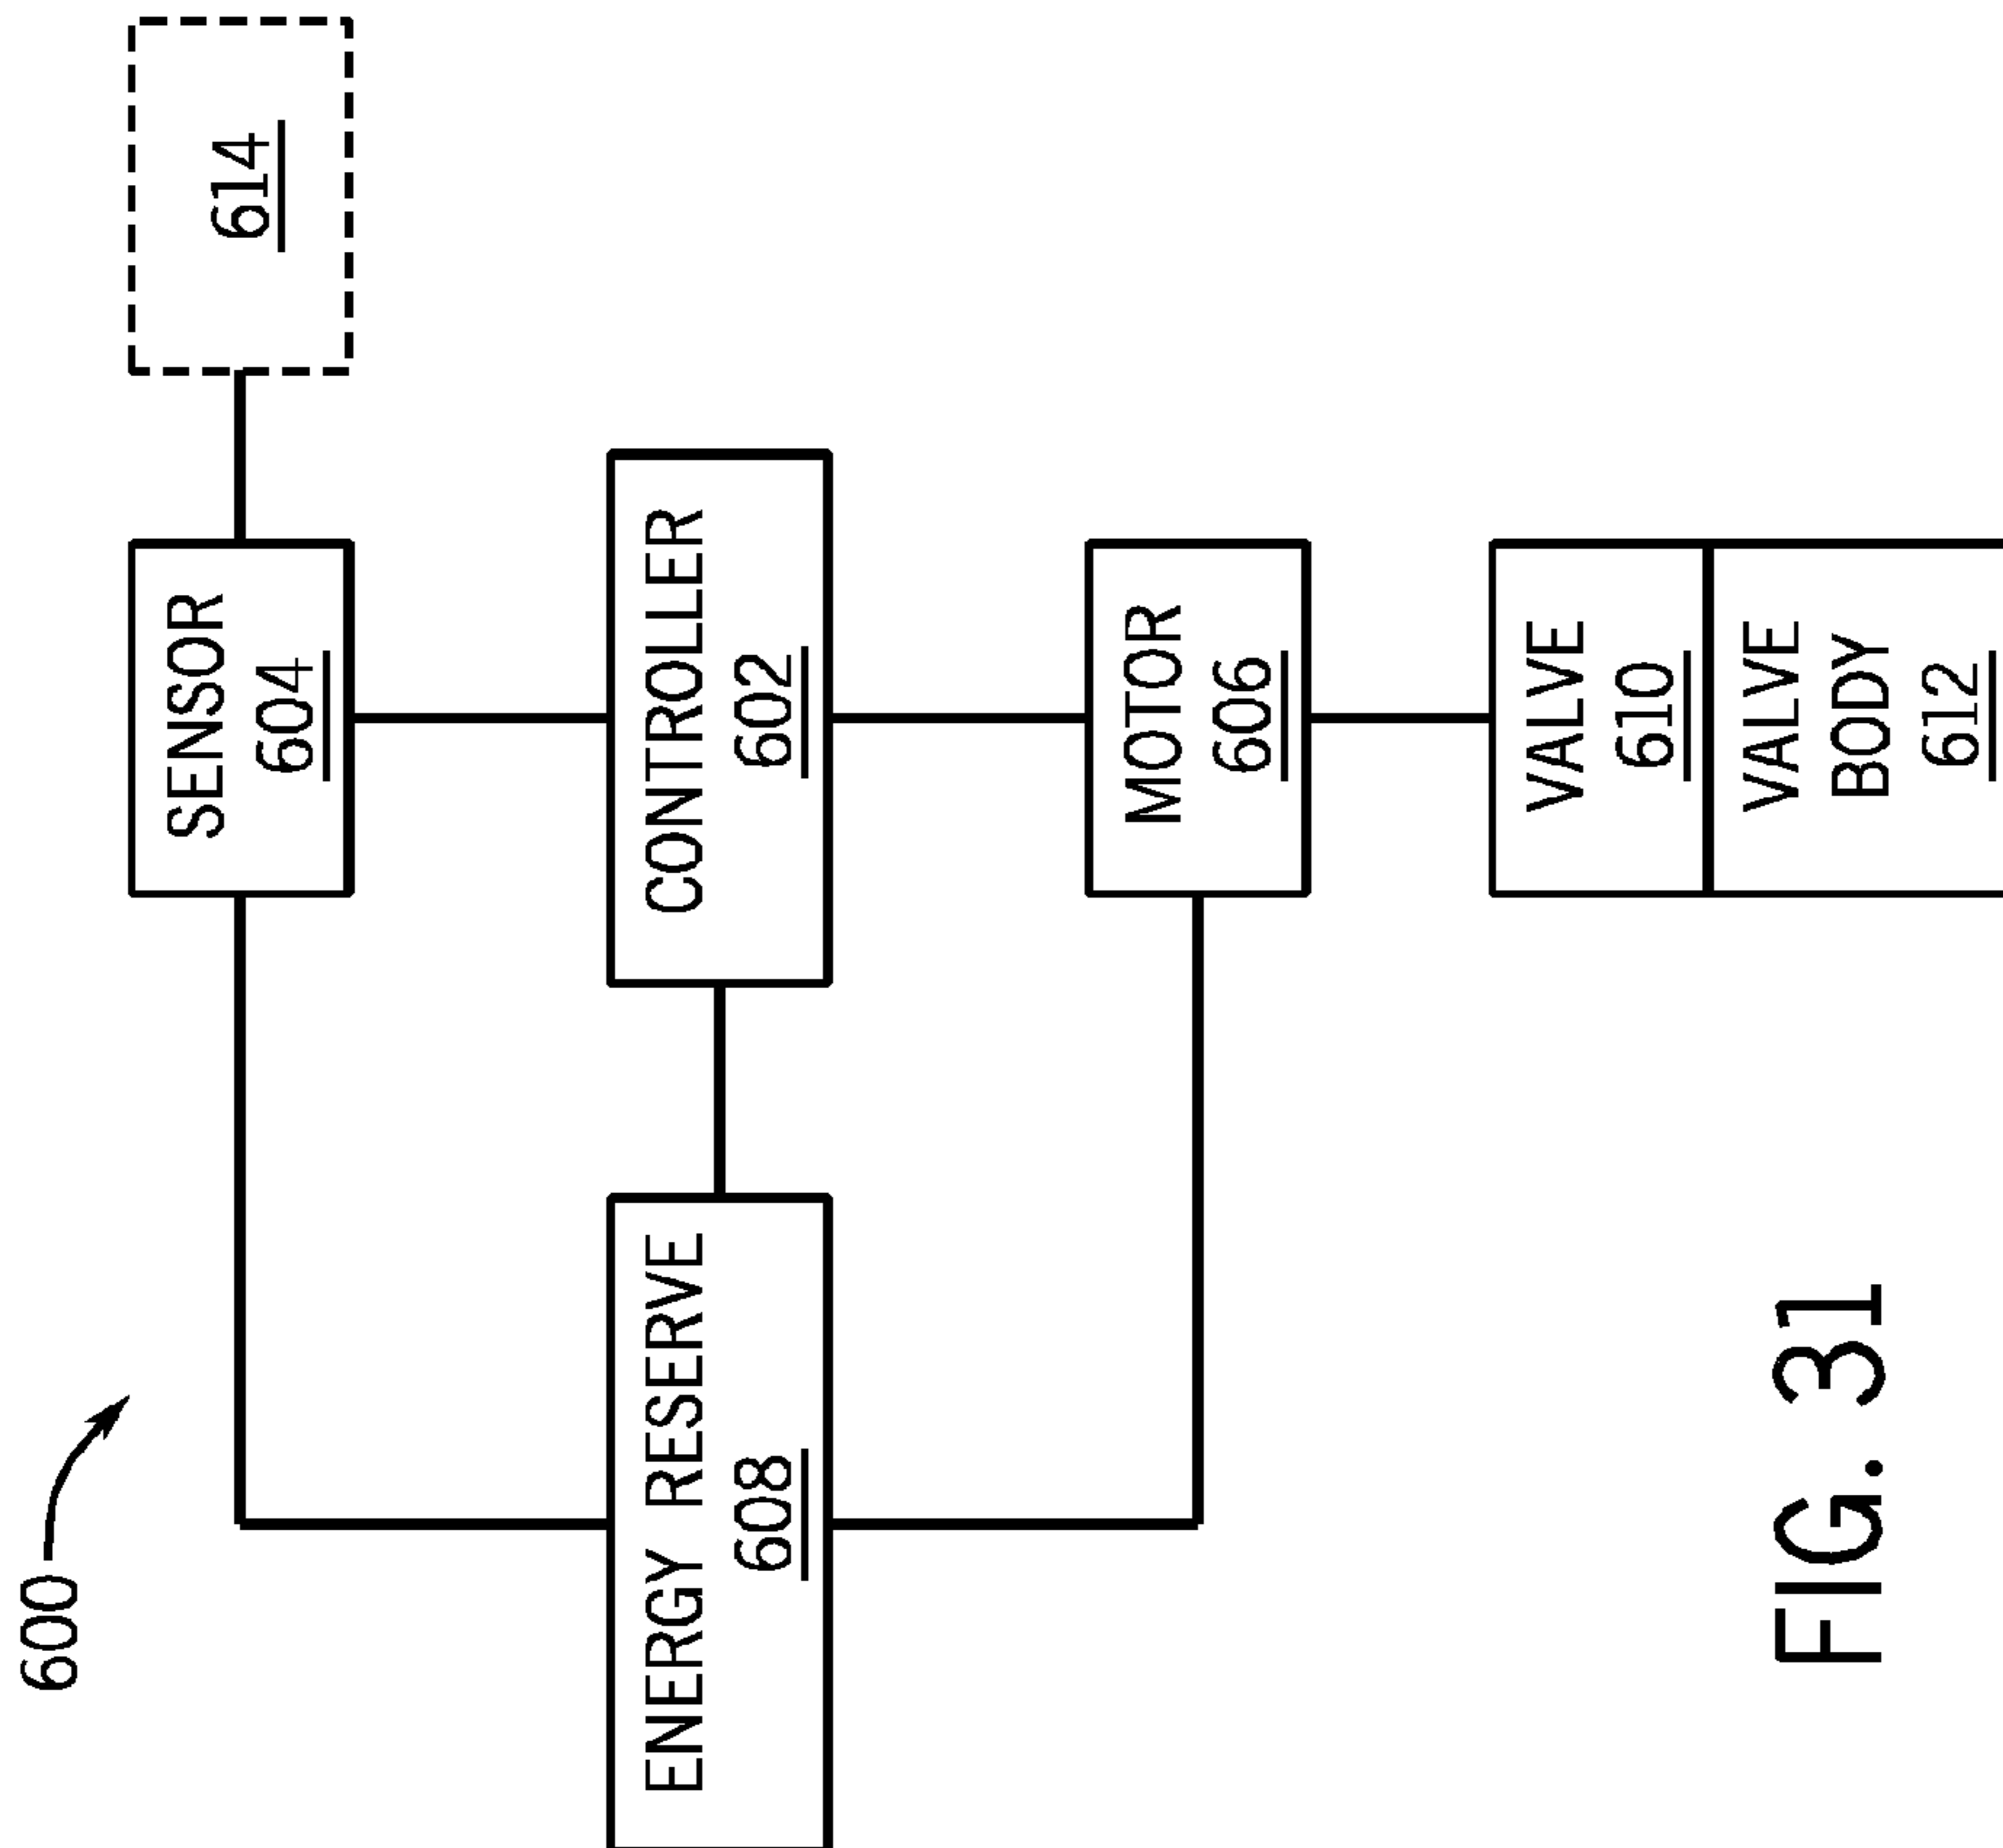 600
614
SENSOR
604
CONTROLLER
602
ENERGY RESERVE
608
MOTOR
606
VALVE
610
VALVE
BODY
612
FIG. 31